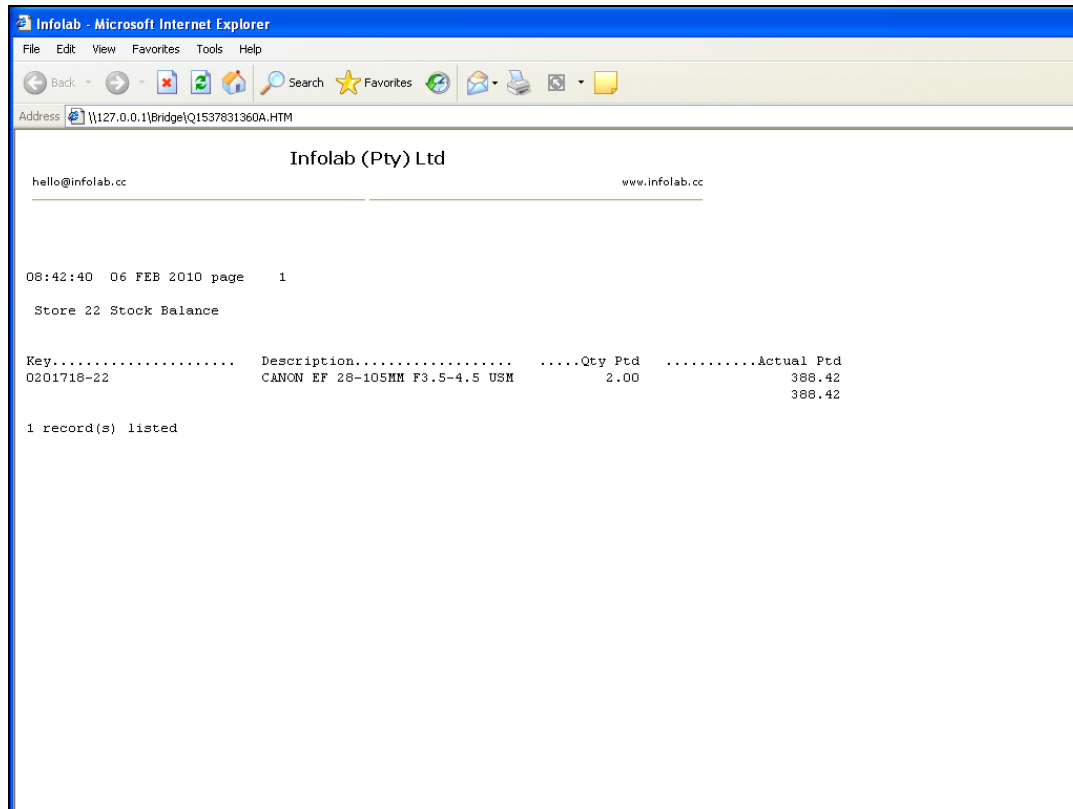 Infolab - Microsoft Internet Explorer
File Edit View Favorites Tools Help
Back Search Favorites
Address \\127.0.0.1\Bridge\Q1537831360A.HTM
Infolab (Pty) Ltd
hello@infolab.cc www.infolab.cc
08:42:40 06 FEB 2010 page 1
Store 22 Stock Balance
Key...................... Description................... .....Qty Ptd ...........Actual Ptd
0201718-22 CANON EF 28-105MM F3.5-4.5 USM 2.00 388.42
388.42
1 record(s) listed